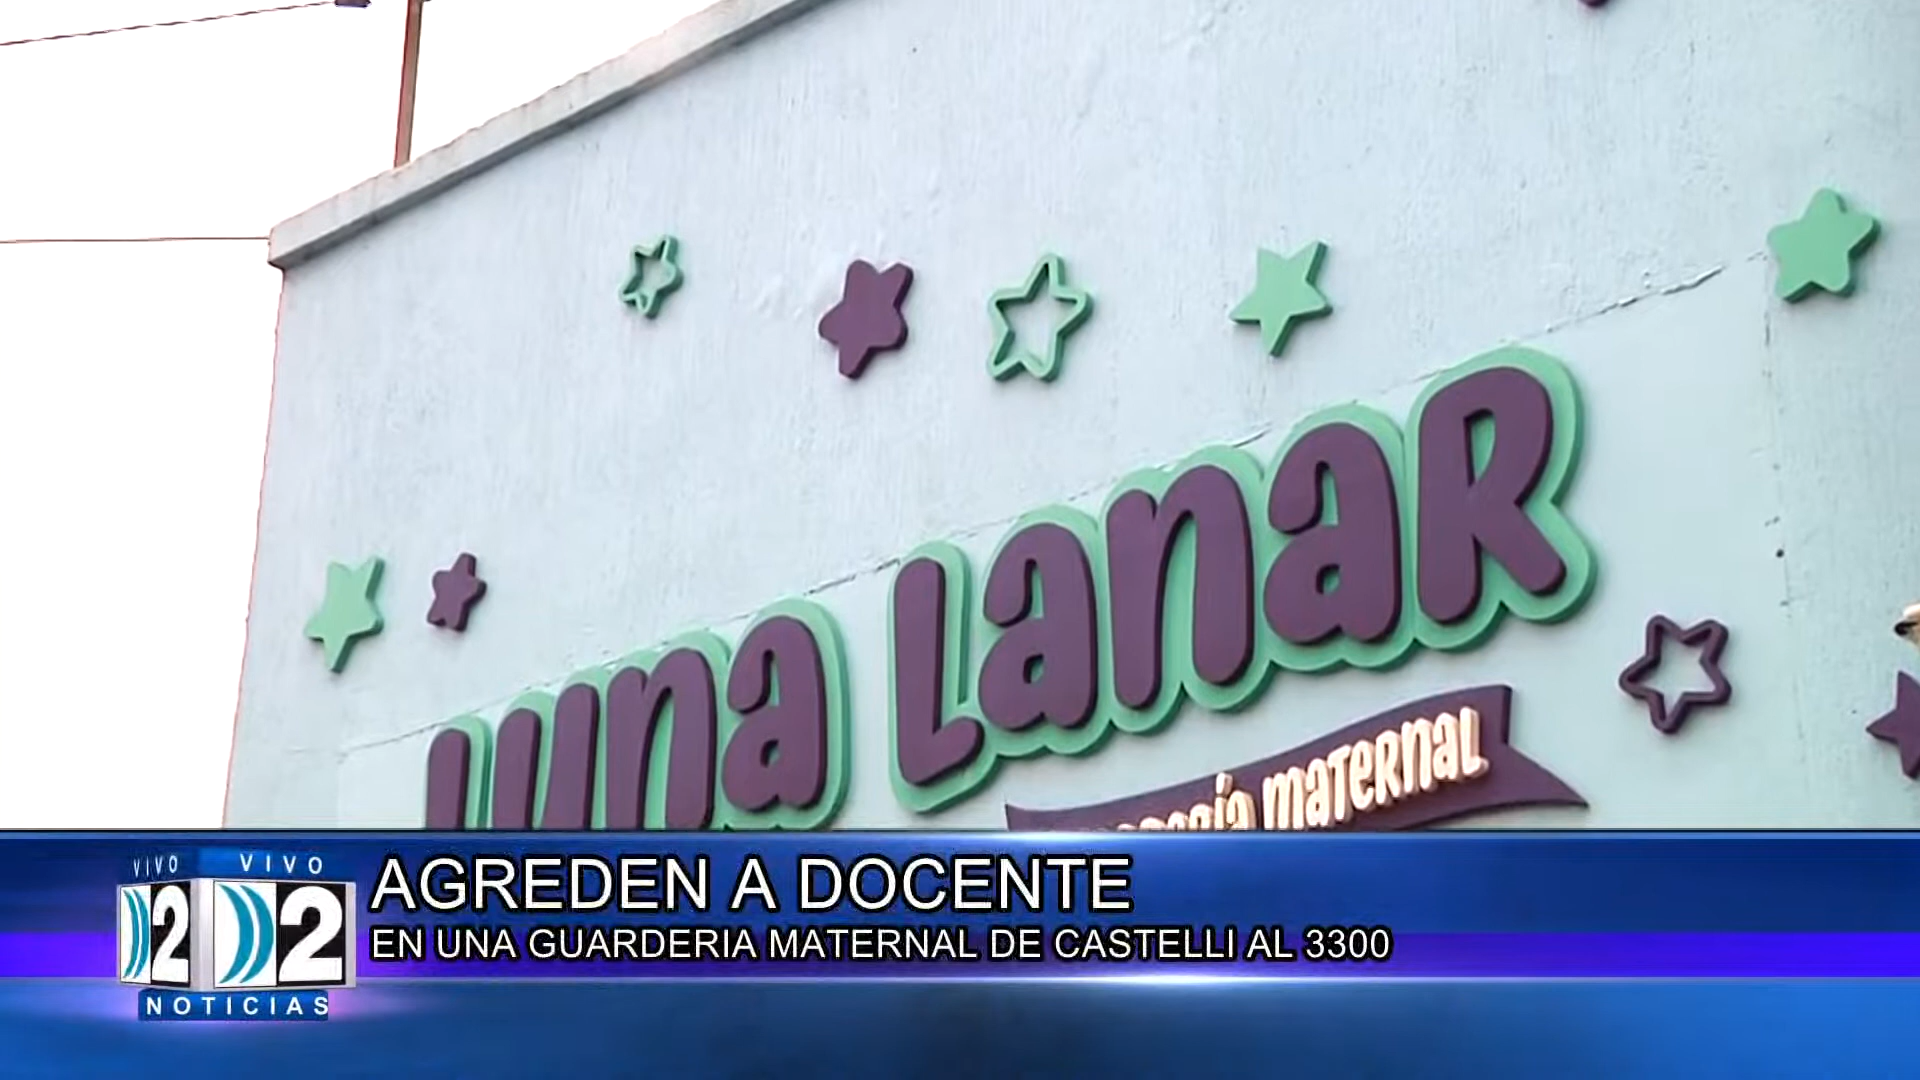 LUNA LANAR
MATERNAL
VIVO VIVO
2 2
NOTICIAS
AGREDEN A DOCENTE
EN UNA GUARDERIA MATERNAL DE CASTELLI AL 3300